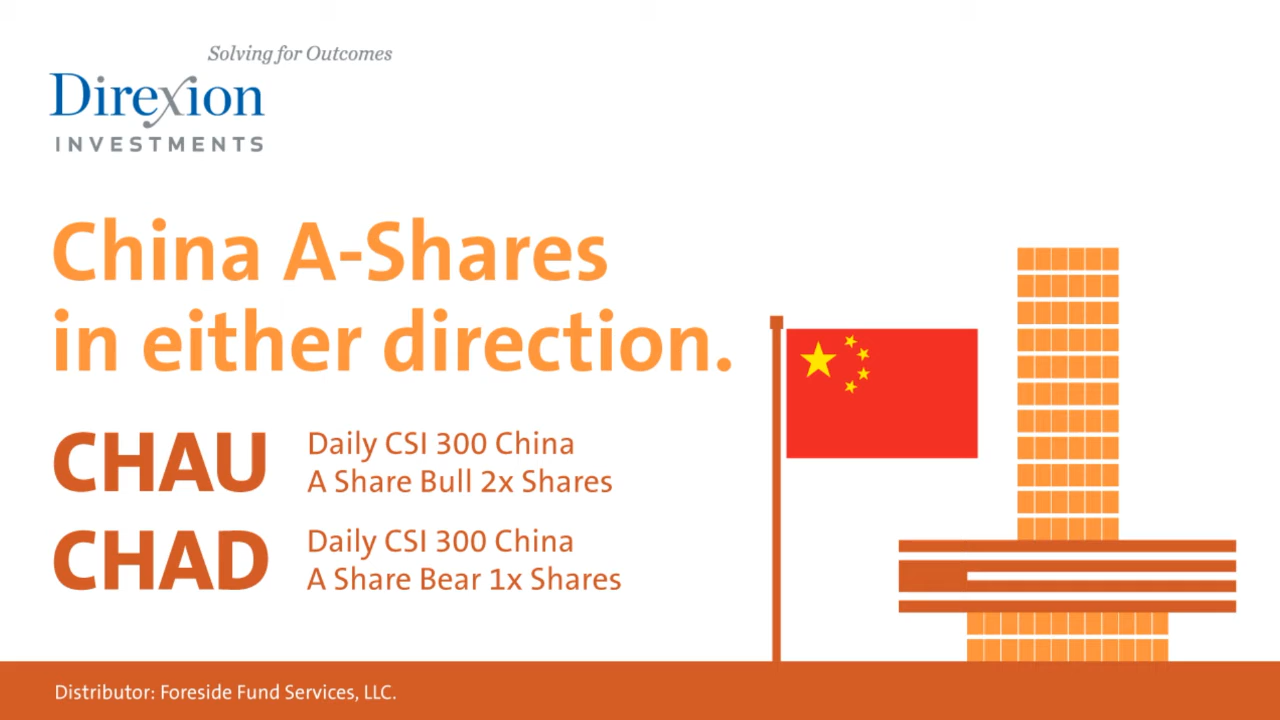 Solving for Outcomes
Direxion
INVESTMENTS
China A-Shares
in either direction.
CHAU
Daily CSI 300 China
A Share Bull 2x Shares
CHAD
Daily CSI 300 China
A Share Bear 1x Shares
Distributor: Foreside Fund Services, LLC.